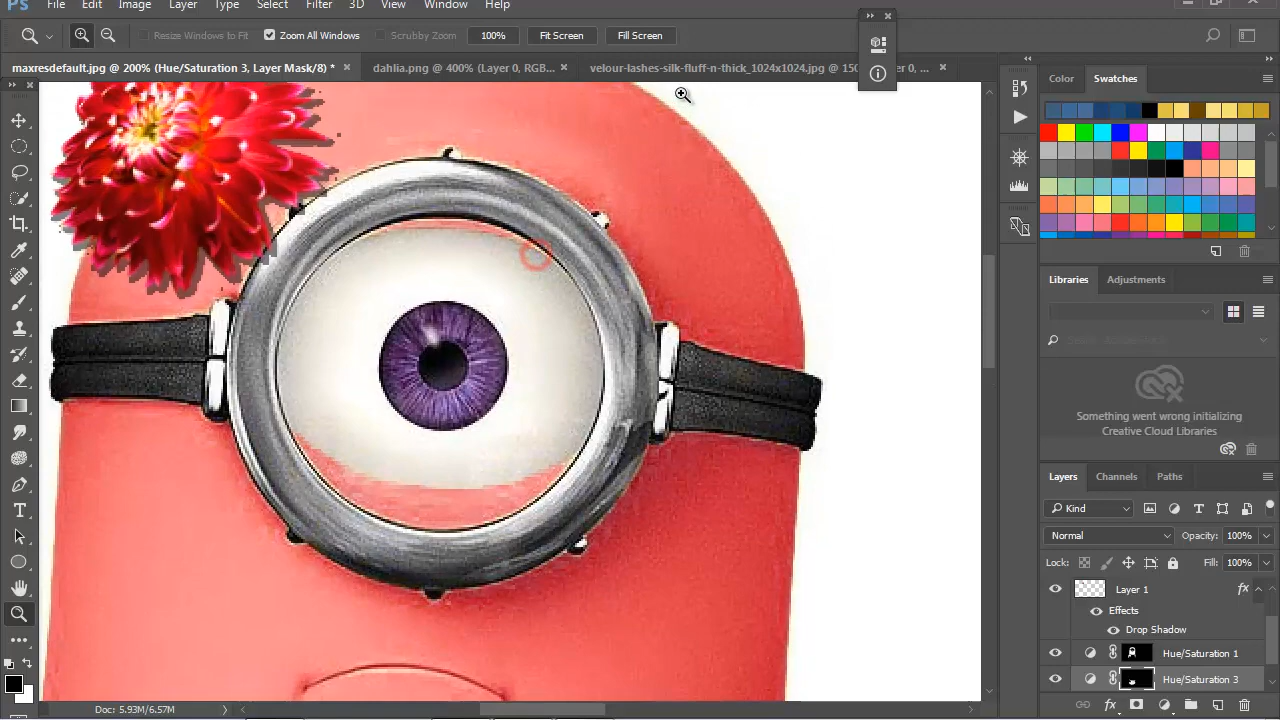 Ps File Edit Image Layer Type Select Filter 3D View Window Help
Resize Windows to Fit Zoom All Windows Scrubby Zoom 100% Fit Screen Fill Screen
maxresdefault.jpg @ 200% (Hue/Saturation 3, Layer Mask/8) * × dahlia.png @ 400% (Layer 0, RGB... × velour-lashes-silk-fluff-n-thick_1024x1024.jpg @ 150 er 0, ... ×
Color Swatches
Libraries Adjustments
Something went wrong initializing
Creative Cloud Libraries
Layers Channels Paths
Kind
Normal Opacity: 100%
Lock: Fill: 100%
Layer 1 fx
Effects
Drop Shadow
Hue/Saturation 1
Hue/Saturation 3
Doc: 5.93M/6.57M
fx